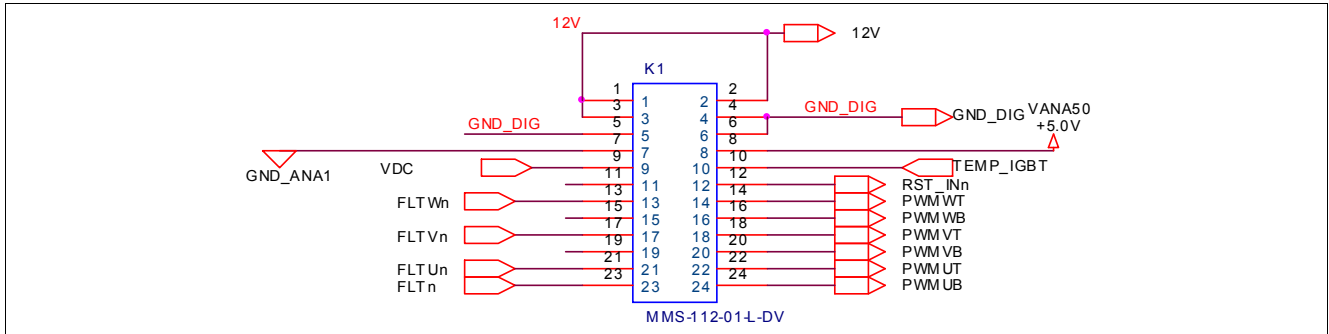 12V
12V
K1
1 2
1 2
3 4
3 4
GND_DIG
GND_DIG VANA50
+5.0V
5 6
GND_DIG
5 6
7 8
7 8
GND_ANA1
9 10
VDC
9 10
TEMP_IGBT
11 12
11 12
RST_INn
13 14
FLTWn
13 14
PWMWT
15 16
15 16
PWMWB
17 18
FLTVn
17 18
PWMVT
19 20
19 20
PWMVB
21 22
FLTUn
21 22
PWMUT
23 24
FLTn
23 24
PWMUB
MMS-112-01-L-DV